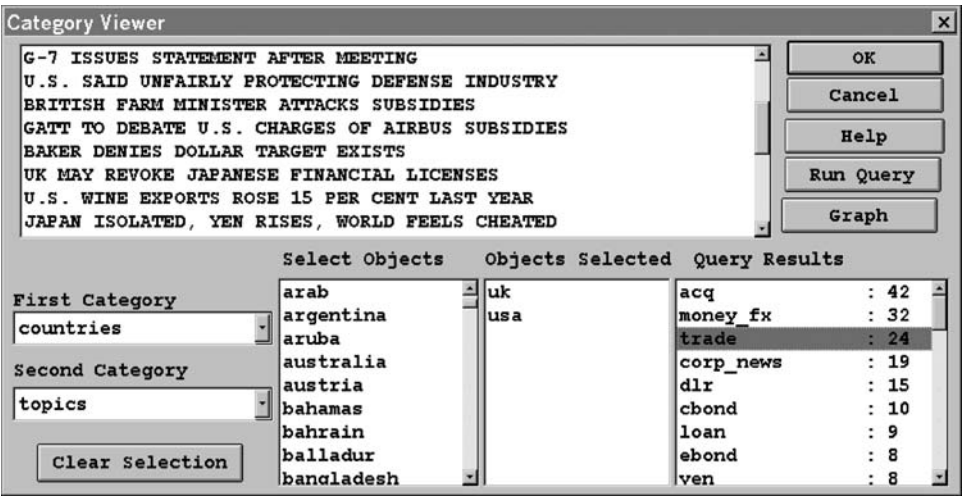 Category Viewer
G-7 ISSUES STATEMENT AFTER MEETING
U.S. SAID UNFAIRLY PROTECTING DEFENSE INDUSTRY
BRITISH FARM MINISTER ATTACKS SUBSIDIES
GATT TO DEBATE U.S. CHARGES OF AIRBUS SUBSIDIES
BAKER DENIES DOLLAR TARGET EXISTS
UK MAY REVOKE JAPANESE FINANCIAL LICENSES
U.S. WINE EXPORTS ROSE 15 PER CENT LAST YEAR
JAPAN ISOLATED, YEN RISES, WORLD FEELS CHEATED
OK
Cancel
Help
Run Query
Graph
First Category
countries
Second Category
topics
Clear Selection
Select Objects
arab
argentina
aruba
australia
austria
bahamas
bahrain
balladur
bangladesh
Objects Selected
uk
usa
Query Results
acq : 42
money_fx : 32
trade : 24
corp_news : 19
dlr : 15
cbond : 10
loan : 9
ebond : 8
yen : 8